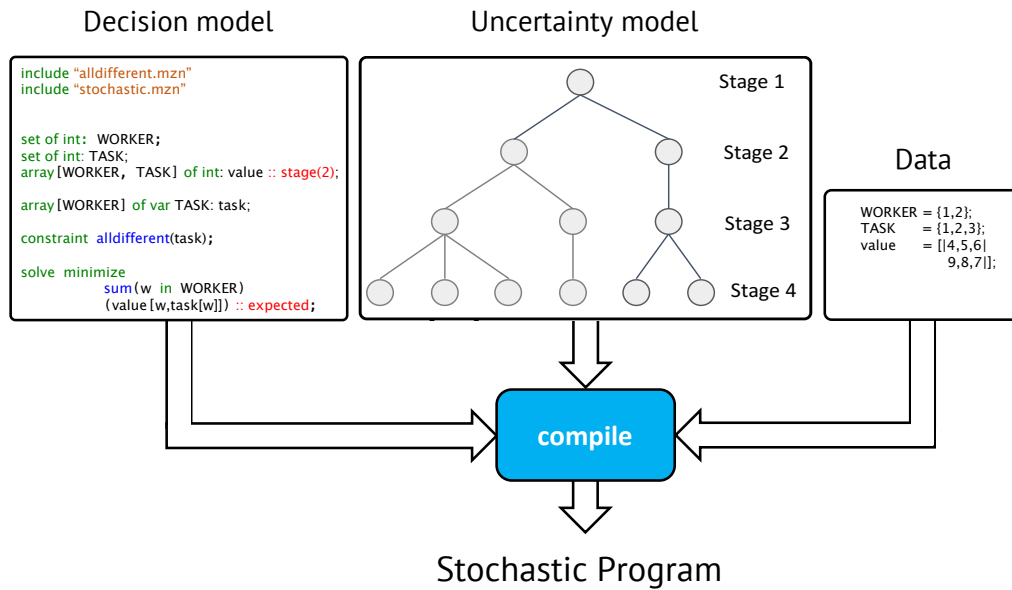 Decision model
include “alldifferent.mzn”
include “stochastic.mzn”
set of int: WORKER;
set of int: TASK;
array[WORKER, TASK] of int: value :: stage(2);
array[WORKER] of var TASK: task;
constraint alldifferent(task);
solve minimize
sum(w in WORKER)
(value[w,task[w]]) :: expected;
Uncertainty model
Stage 1
Stage 2
Stage 3
Stage 4
Data
WORKER = {1,2};
TASK = {1,2,3};
value = [|4,5,6|
9,8,7|];
compile
Stochastic Program